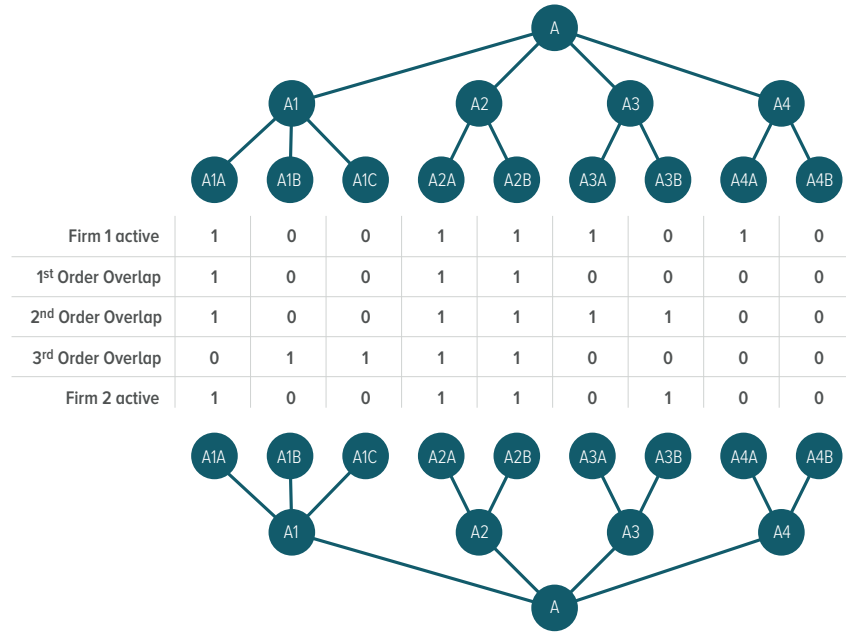 A
A1 A2 A3 A4
A1A A1B A1C A2A A2B A3A A3B A4A A4B
Firm 1 active 1 0 0 1 1 1 0 1 0
1st Order Overlap 1 0 0 1 1 0 0 0 0
2nd Order Overlap 1 0 0 1 1 1 1 0 0
3rd Order Overlap 0 1 1 1 1 0 0 0 0
Firm 2 active 1 0 0 1 1 0 1 0 0
A1A A1B A1C A2A A2B A3A A3B A4A A4B
A1 A2 A3 A4
A